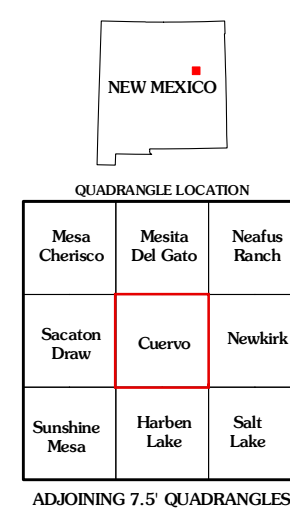 NEW MEXICO
QUADRANGLE LOCATION
Mesa
Cherisco
Mesita
Del Gato
Neafus
Ranch
Sacaton
Draw
Cuervo
Newkirk
Sunshine
Mesa
Harben
Lake
Salt
Lake
ADJOINING 7.5' QUADRANGLES